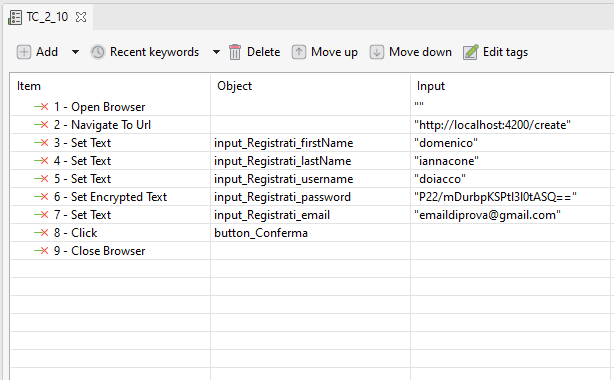 TC_2_10
Add Recent keywords Delete Move up Move down Edit tags
Item Object Input
1 - Open Browser ""
2 - Navigate To Url "http://localhost:4200/create"
3 - Set Text input_Registrati_firstName "domenico"
4 - Set Text input_Registrati_lastName "iannacone"
5 - Set Text input_Registrati_username "doiacco"
6 - Set Encrypted Text input_Registrati_password "P22/mDurbpKSPtI3I0tASQ=="
7 - Set Text input_Registrati_email "emaildiprova@gmail.com"
8 - Click button_Conferma
9 - Close Browser